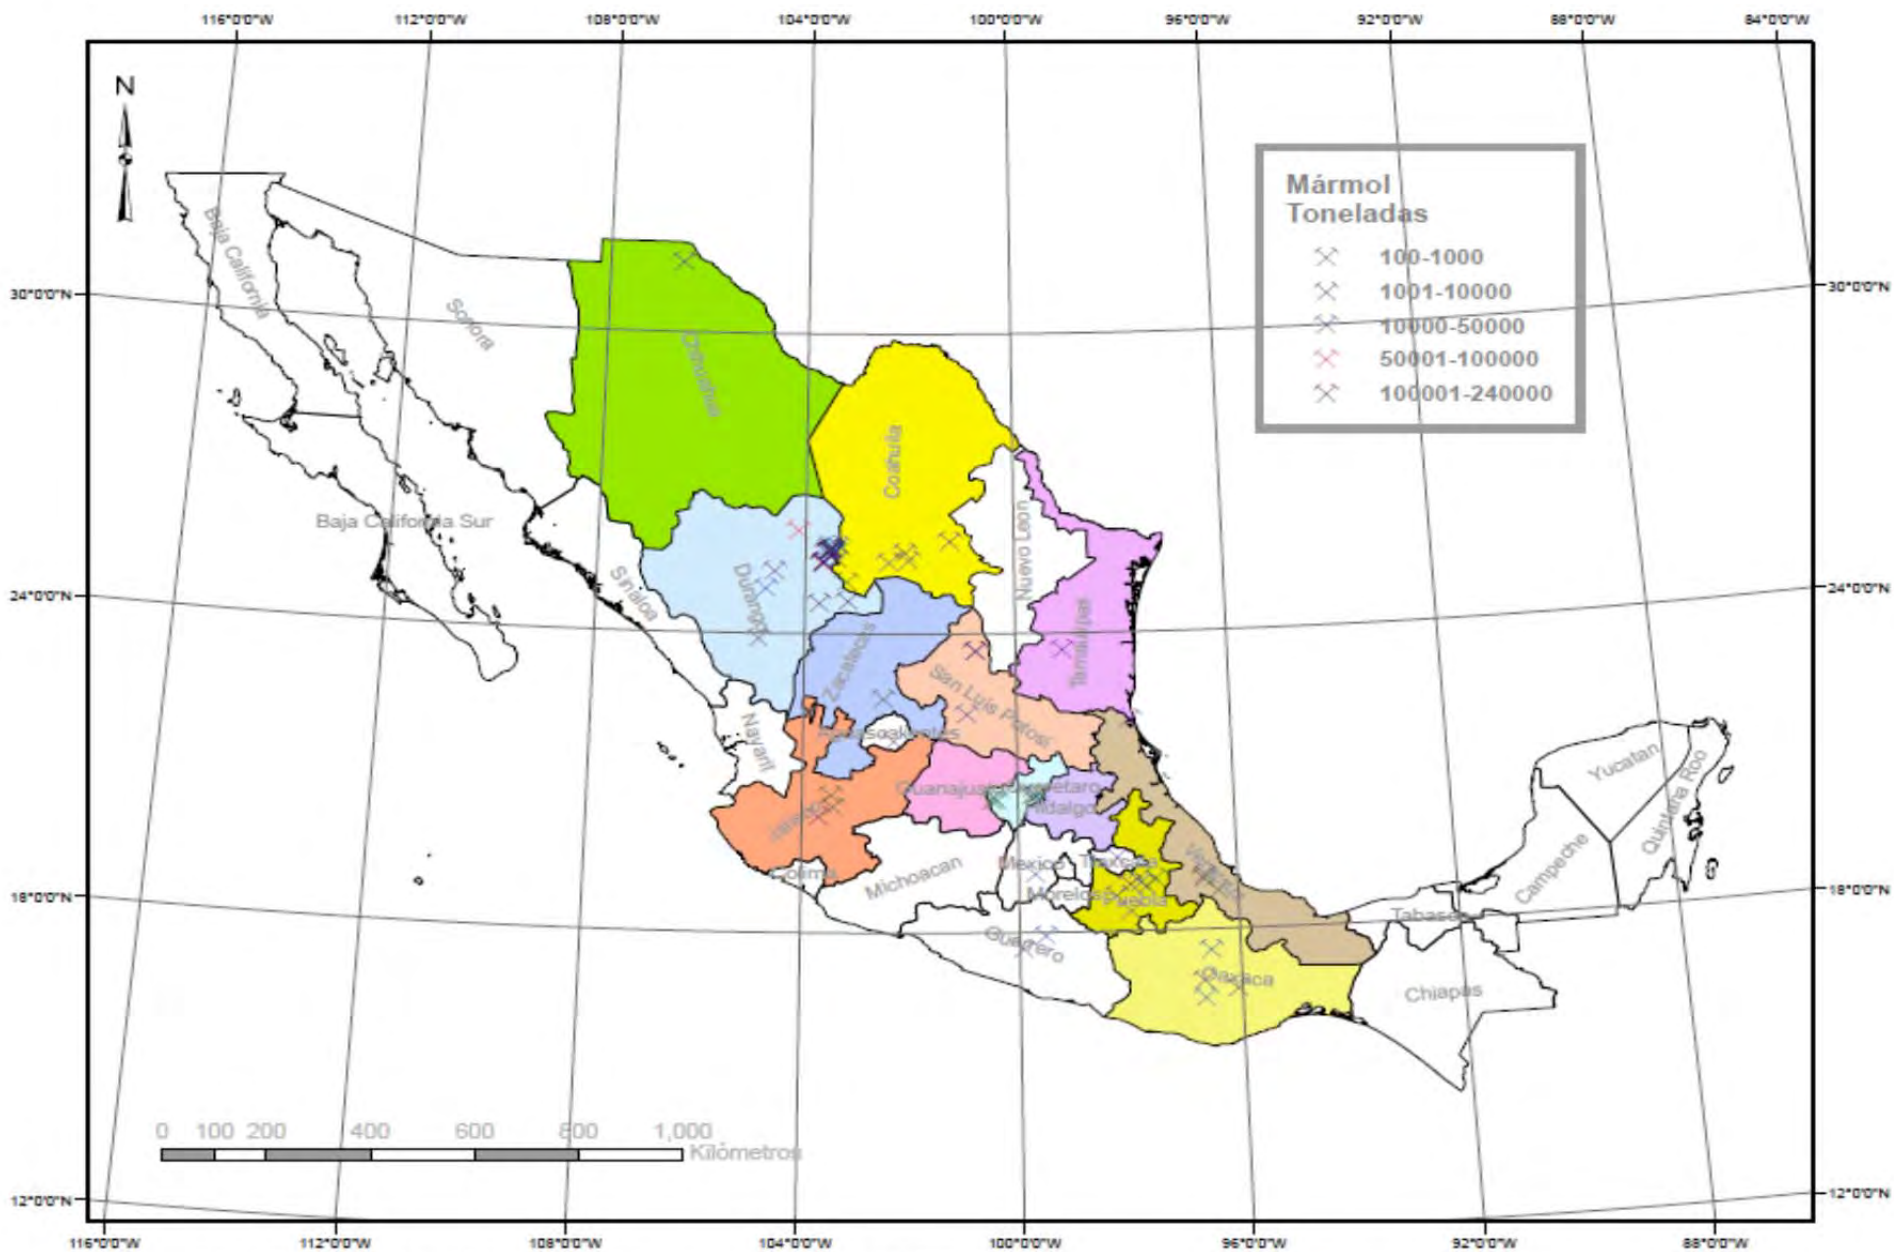 116°0'0"W 112°0'0"W 108°0'0"W 104°0'0"W 100°0'0"W 96°0'0"W 92°0'0"W 88°0'0"W 84°0'0"W
N
Mármol
Toneladas
100-1000
1001-10000
10000-50000
50001-100000
100001-240000
30°0'0"N
30°0'0"N
Baja California
Sonora
Chihuahua
Coahuila
Nuevo Leon
Baja California Sur
Sinaloa
Durango
24°0'0"N
24°0'0"N
Zacatecas
Tamaulipas
San Luis Potosi
Nayarit
Aguascalientes
Yucatan
Quintana Roo
Guanajuato
Queretaro
Hidalgo
Jalisco
Colima
Michoacan
Mexico
Tlaxcala
Veracruz
Morelos
Puebla
Campeche
18°0'0"N
18°0'0"N
Tabasco
Guerrero
Oaxaca
Chiapas
0 100 200 400 600 800 1,000
Kilómetros
12°0'0"N
12°0'0"N
116°0'0"W 112°0'0"W 108°0'0"W 104°0'0"W 100°0'0"W 96°0'0"W 92°0'0"W 88°0'0"W